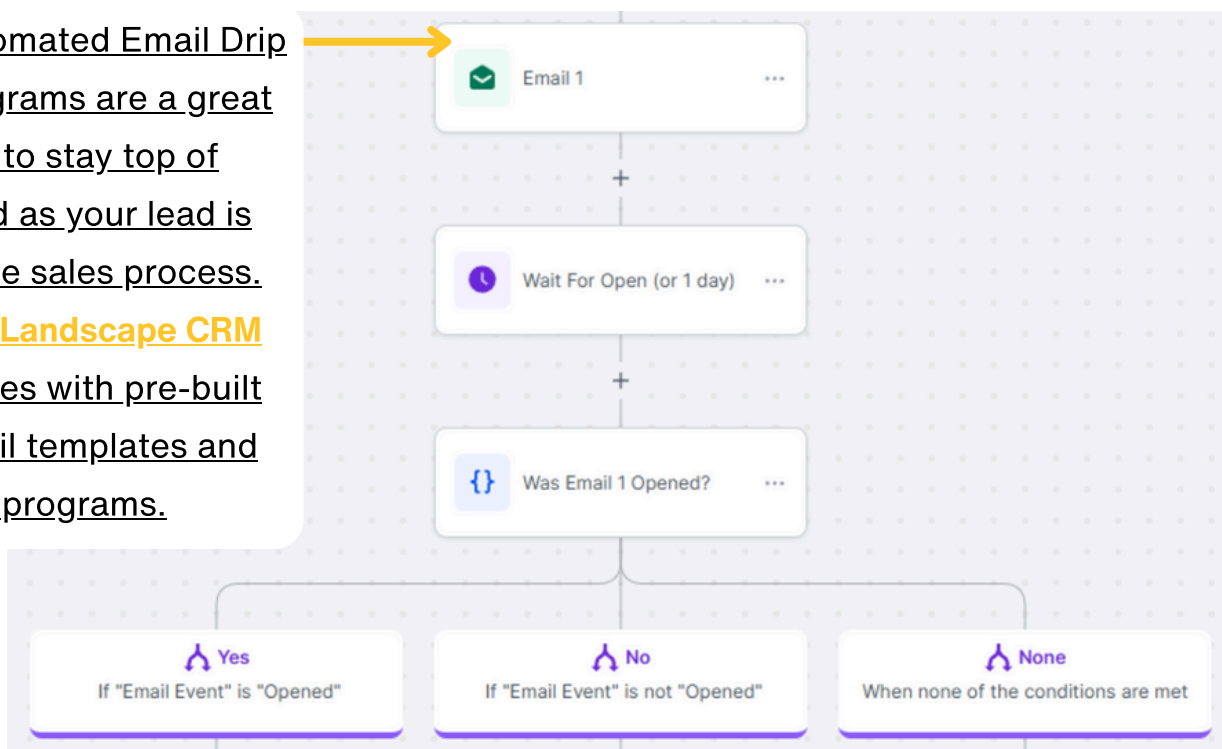 omated Email Drip
grams are a great
to stay top of
d as your lead is
e sales process.
Landscape CRM
es with pre-built
il templates and
programs.
Email 1
Wait For Open (or 1 day)
Was Email 1 Opened?
Yes
If "Email Event" is "Opened"
No
If "Email Event" is not "Opened"
None
When none of the conditions are met